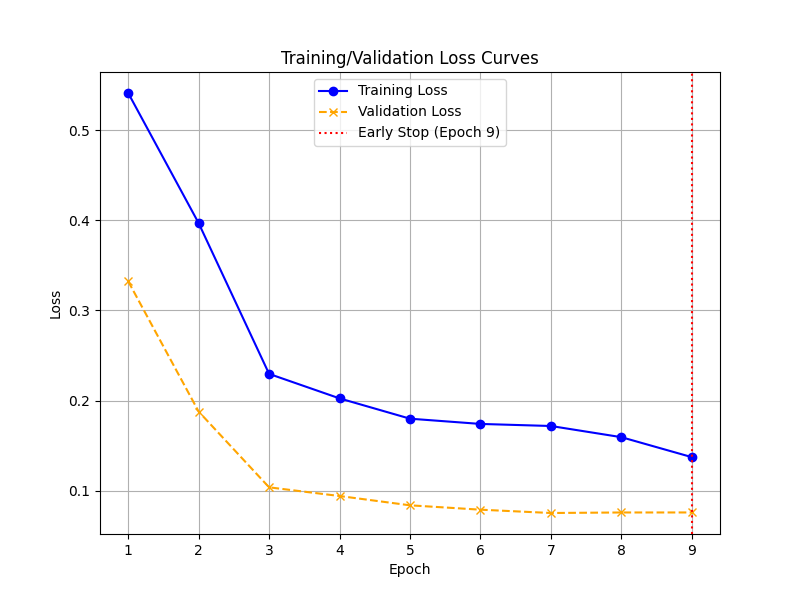 Training/Validation Loss Curves
Training Loss
Validation Loss
Early Stop (Epoch 9)
Loss
0.5
0.4
0.3
0.2
0.1
1 2 3 4 5 6 7 8 9
Epoch